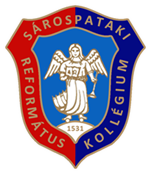 SÁROSPATAKI
REFORMÁTUS
KOLLÉGIUM
1531